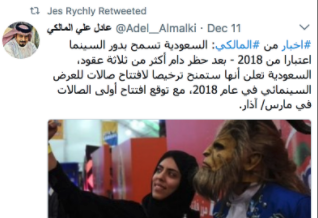 Jes Rychly Retweeted
عادل علي المالكي @Adel__Almalki · Dec 11
#اخبار من #المالكي: السعودية تسمح بدور السينما
اعتبارا من 2018 - بعد حظر دام أكثر من ثلاثة عقود،
السعودية تعلن أنها ستمنح ترخيصا لافتتاح صالات للعرض
السينمائي في عام 2018، مع توقع افتتاح أولى الصالات
في مارس/ آذار.